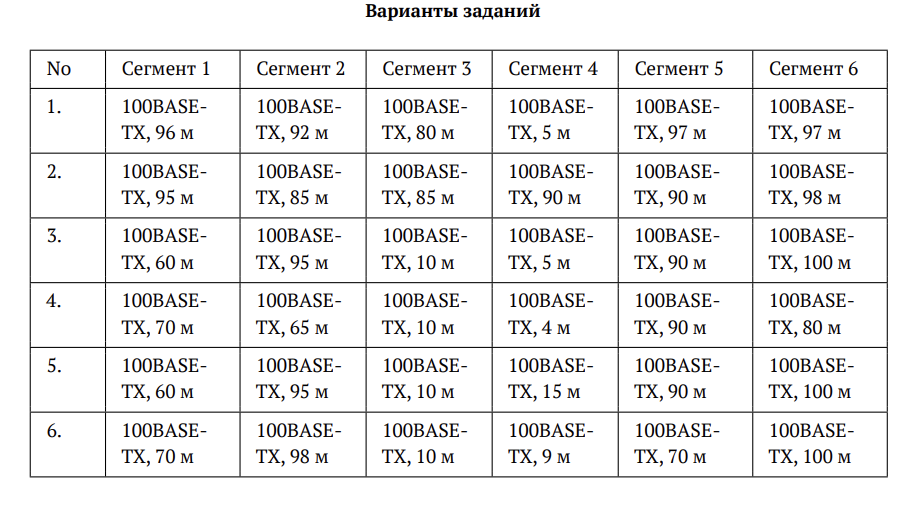 Варианты заданий
No Сегмент 1 Сегмент 2 Сегмент 3 Сегмент 4 Сегмент 5 Сегмент 6
1. 100BASE- 100BASE- 100BASE- 100BASE- 100BASE- 100BASE-
TX, 96 м TX, 92 м TX, 80 м TX, 5 м TX, 97 м TX, 97 м
2. 100BASE- 100BASE- 100BASE- 100BASE- 100BASE- 100BASE-
TX, 95 м TX, 85 м TX, 85 м TX, 90 м TX, 90 м TX, 98 м
3. 100BASE- 100BASE- 100BASE- 100BASE- 100BASE- 100BASE-
TX, 60 м TX, 95 м TX, 10 м TX, 5 м TX, 90 м TX, 100 м
4. 100BASE- 100BASE- 100BASE- 100BASE- 100BASE- 100BASE-
TX, 70 м TX, 65 м TX, 10 м TX, 4 м TX, 90 м TX, 80 м
5. 100BASE- 100BASE- 100BASE- 100BASE- 100BASE- 100BASE-
TX, 60 м TX, 95 м TX, 10 м TX, 15 м TX, 90 м TX, 100 м
6. 100BASE- 100BASE- 100BASE- 100BASE- 100BASE- 100BASE-
TX, 70 м TX, 98 м TX, 10 м TX, 9 м TX, 70 м TX, 100 м